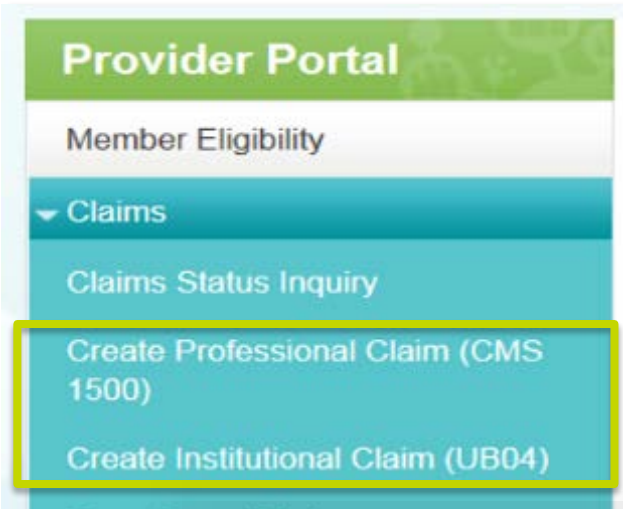 Provider Portal
Member Eligibility
Claims
Claims Status Inquiry
Create Professional Claim (CMS
1500)
Create Institutional Claim (UB04)